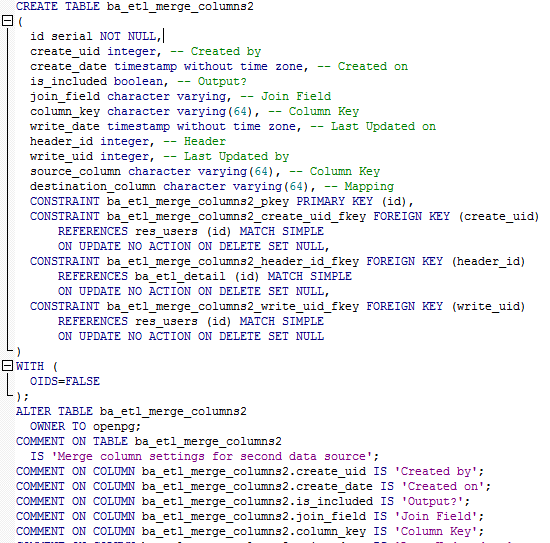 CREATE TABLE ba_etl_merge_columns2
(
  id serial NOT NULL,
  create_uid integer, -- Created by
  create_date timestamp without time zone, -- Created on
  is_included boolean, -- Output?
  join_field character varying, -- Join Field
  column_key character varying(64), -- Column Key
  write_date timestamp without time zone, -- Last Updated on
  header_id integer, -- Header
  write_uid integer, -- Last Updated by
  source_column character varying(64), -- Column Key
  destination_column character varying(64), -- Mapping
  CONSTRAINT ba_etl_merge_columns2_pkey PRIMARY KEY (id),
  CONSTRAINT ba_etl_merge_columns2_create_uid_fkey FOREIGN KEY (create_uid)
      REFERENCES res_users (id) MATCH SIMPLE
      ON UPDATE NO ACTION ON DELETE SET NULL,
  CONSTRAINT ba_etl_merge_columns2_header_id_fkey FOREIGN KEY (header_id)
      REFERENCES ba_etl_detail (id) MATCH SIMPLE
      ON UPDATE NO ACTION ON DELETE SET NULL,
  CONSTRAINT ba_etl_merge_columns2_write_uid_fkey FOREIGN KEY (write_uid)
      REFERENCES res_users (id) MATCH SIMPLE
      ON UPDATE NO ACTION ON DELETE SET NULL
)
WITH (
  OIDS=FALSE
);
ALTER TABLE ba_etl_merge_columns2
  OWNER TO openpg;
COMMENT ON TABLE ba_etl_merge_columns2
  IS 'Merge column settings for second data source';
COMMENT ON COLUMN ba_etl_merge_columns2.create_uid IS 'Created by';
COMMENT ON COLUMN ba_etl_merge_columns2.create_date IS 'Created on';
COMMENT ON COLUMN ba_etl_merge_columns2.is_included IS 'Output?';
COMMENT ON COLUMN ba_etl_merge_columns2.join_field IS 'Join Field';
COMMENT ON COLUMN ba_etl_merge_columns2.column_key IS 'Column Key';